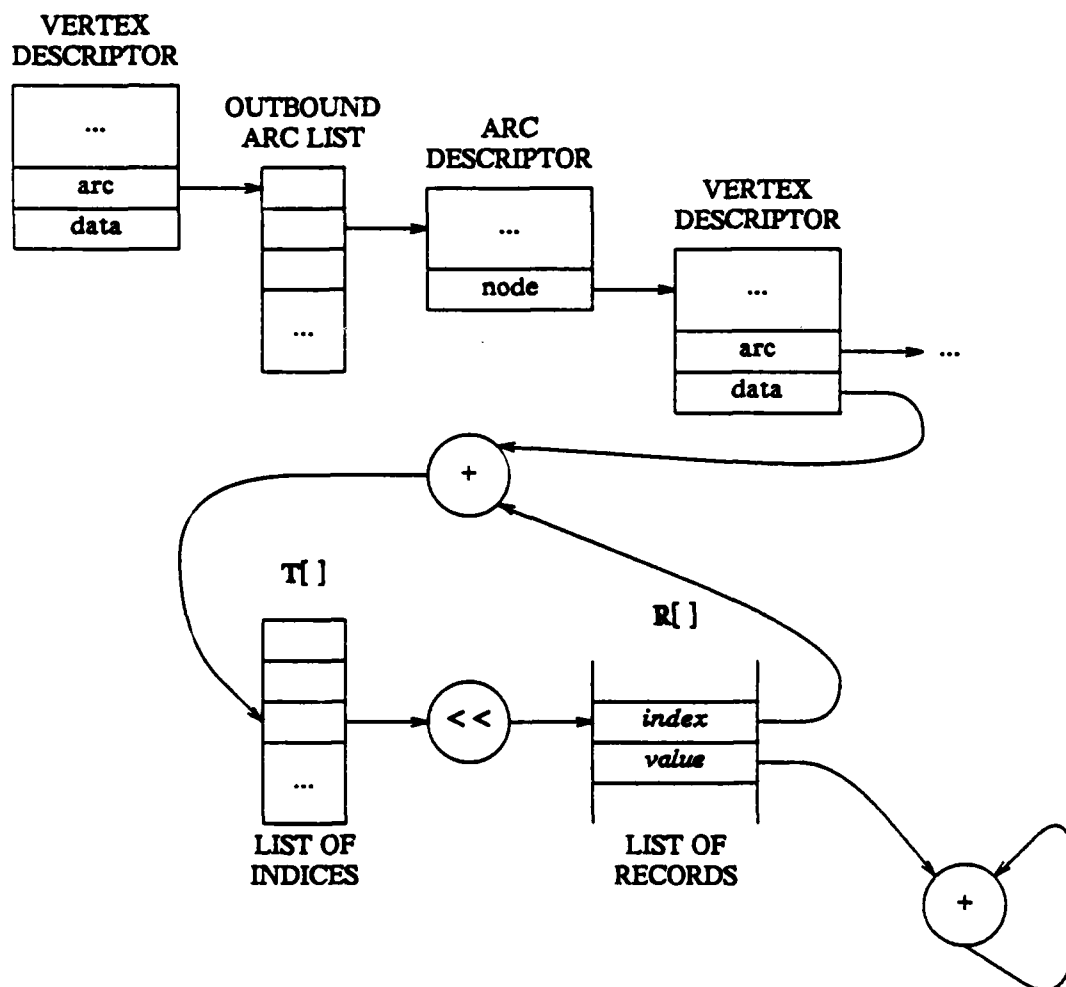 VERTEX
DESCRIPTOR
...
arc
data
OUTBOUND
ARC LIST
...
ARC
DESCRIPTOR
...
node
VERTEX
DESCRIPTOR
...
arc
...
data
+
T[ ]
R[ ]
<<
index
value
...
LIST OF
INDICES
LIST OF
RECORDS
+